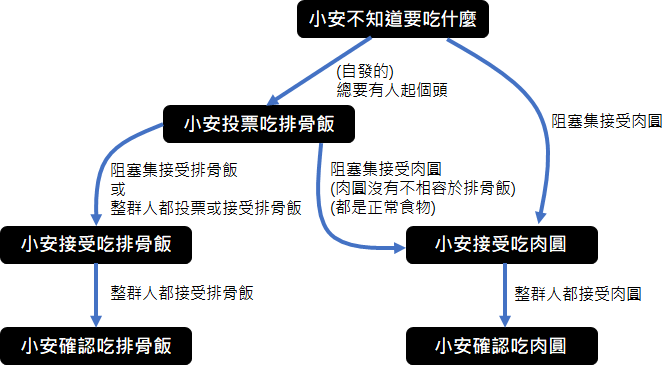 小安不知道要吃什麼
(自發的)
總要有人起個頭
小安投票吃排骨飯
阻塞集接受肉圓
阻塞集接受排骨飯
或
整群人都投票或接受排骨飯
阻塞集接受肉圓
(肉圓沒有不相容於排骨飯)
(都是正常食物)
小安接受吃排骨飯
小安接受吃肉圓
整群人都接受排骨飯
整群人都接受肉圓
小安確認吃排骨飯
小安確認吃肉圓